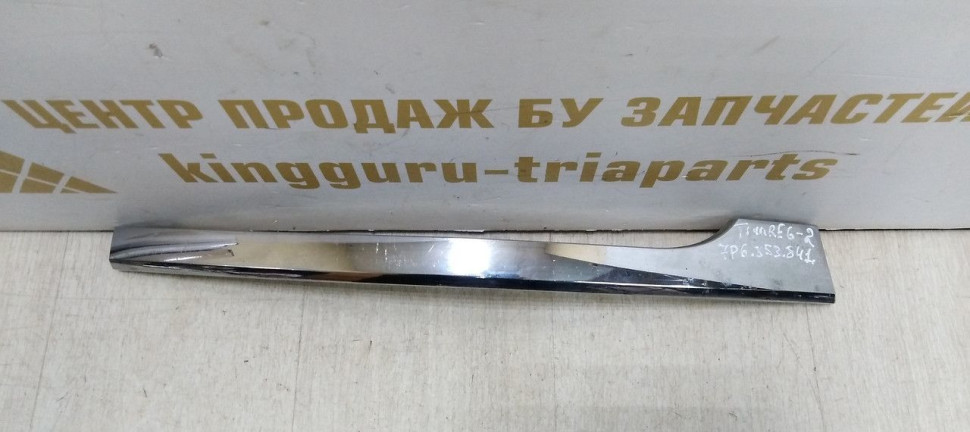 ЦЕНТР ПРОДАЖ БУ ЗАПЧАСТЕЙ
kingguru-triaparts
7P6.853.841